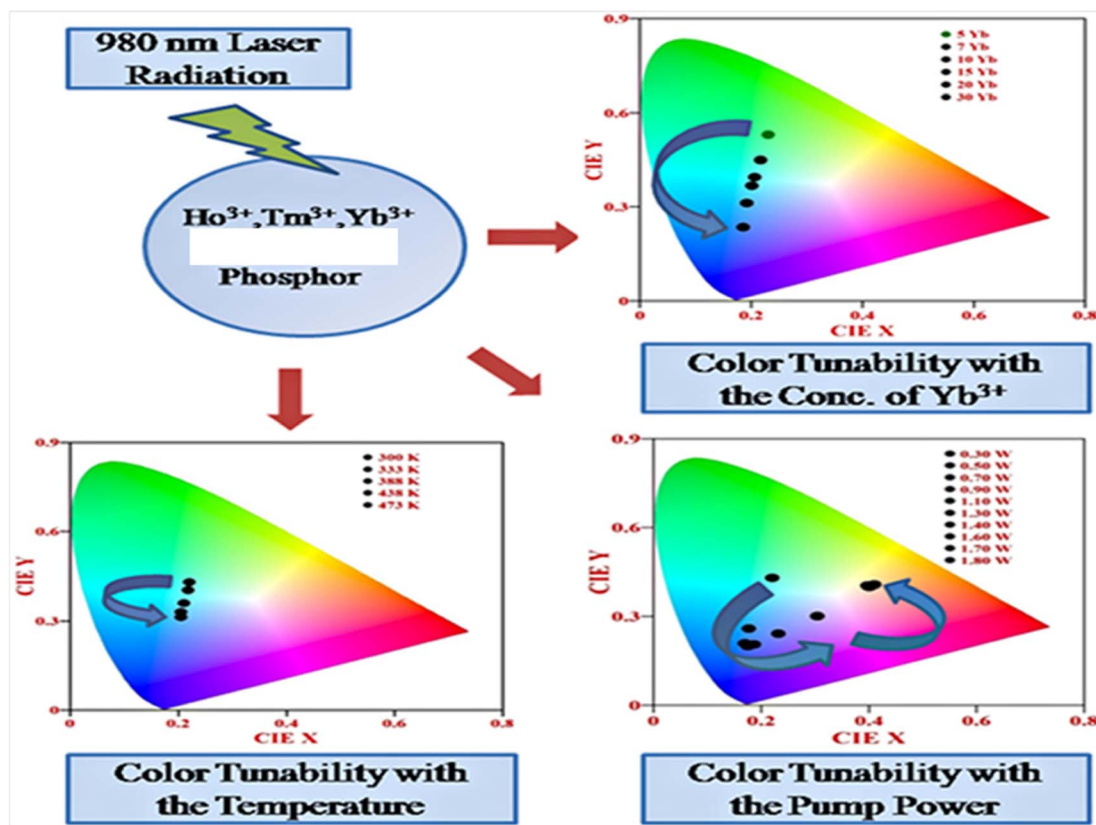 980 nm Laser
Radiation
Ho³⁺,Tm³⁺,Yb³⁺
Phosphor
0.9
0.6
0.3
0
CIE Y
5 Yb
7 Yb
10 Yb
15 Yb
20 Yb
30 Yb
0
0.2
0.4
0.6
0.8
CIE X
Color Tunability with
the Conc. of Yb³⁺
0.9
0.6
0.3
0
CIE Y
300 K
333 K
388 K
438 K
473 K
0
0.2
0.4
0.6
0.8
CIE X
Color Tunability with
the Temperature
0.9
0.6
0.3
0
CIE Y
0.30 W
0.50 W
0.70 W
0.90 W
1.10 W
1.30 W
1.40 W
1.60 W
1.70 W
1.80 W
0
0.2
0.4
0.6
0.8
CIE X
Color Tunability with
the Pump Power